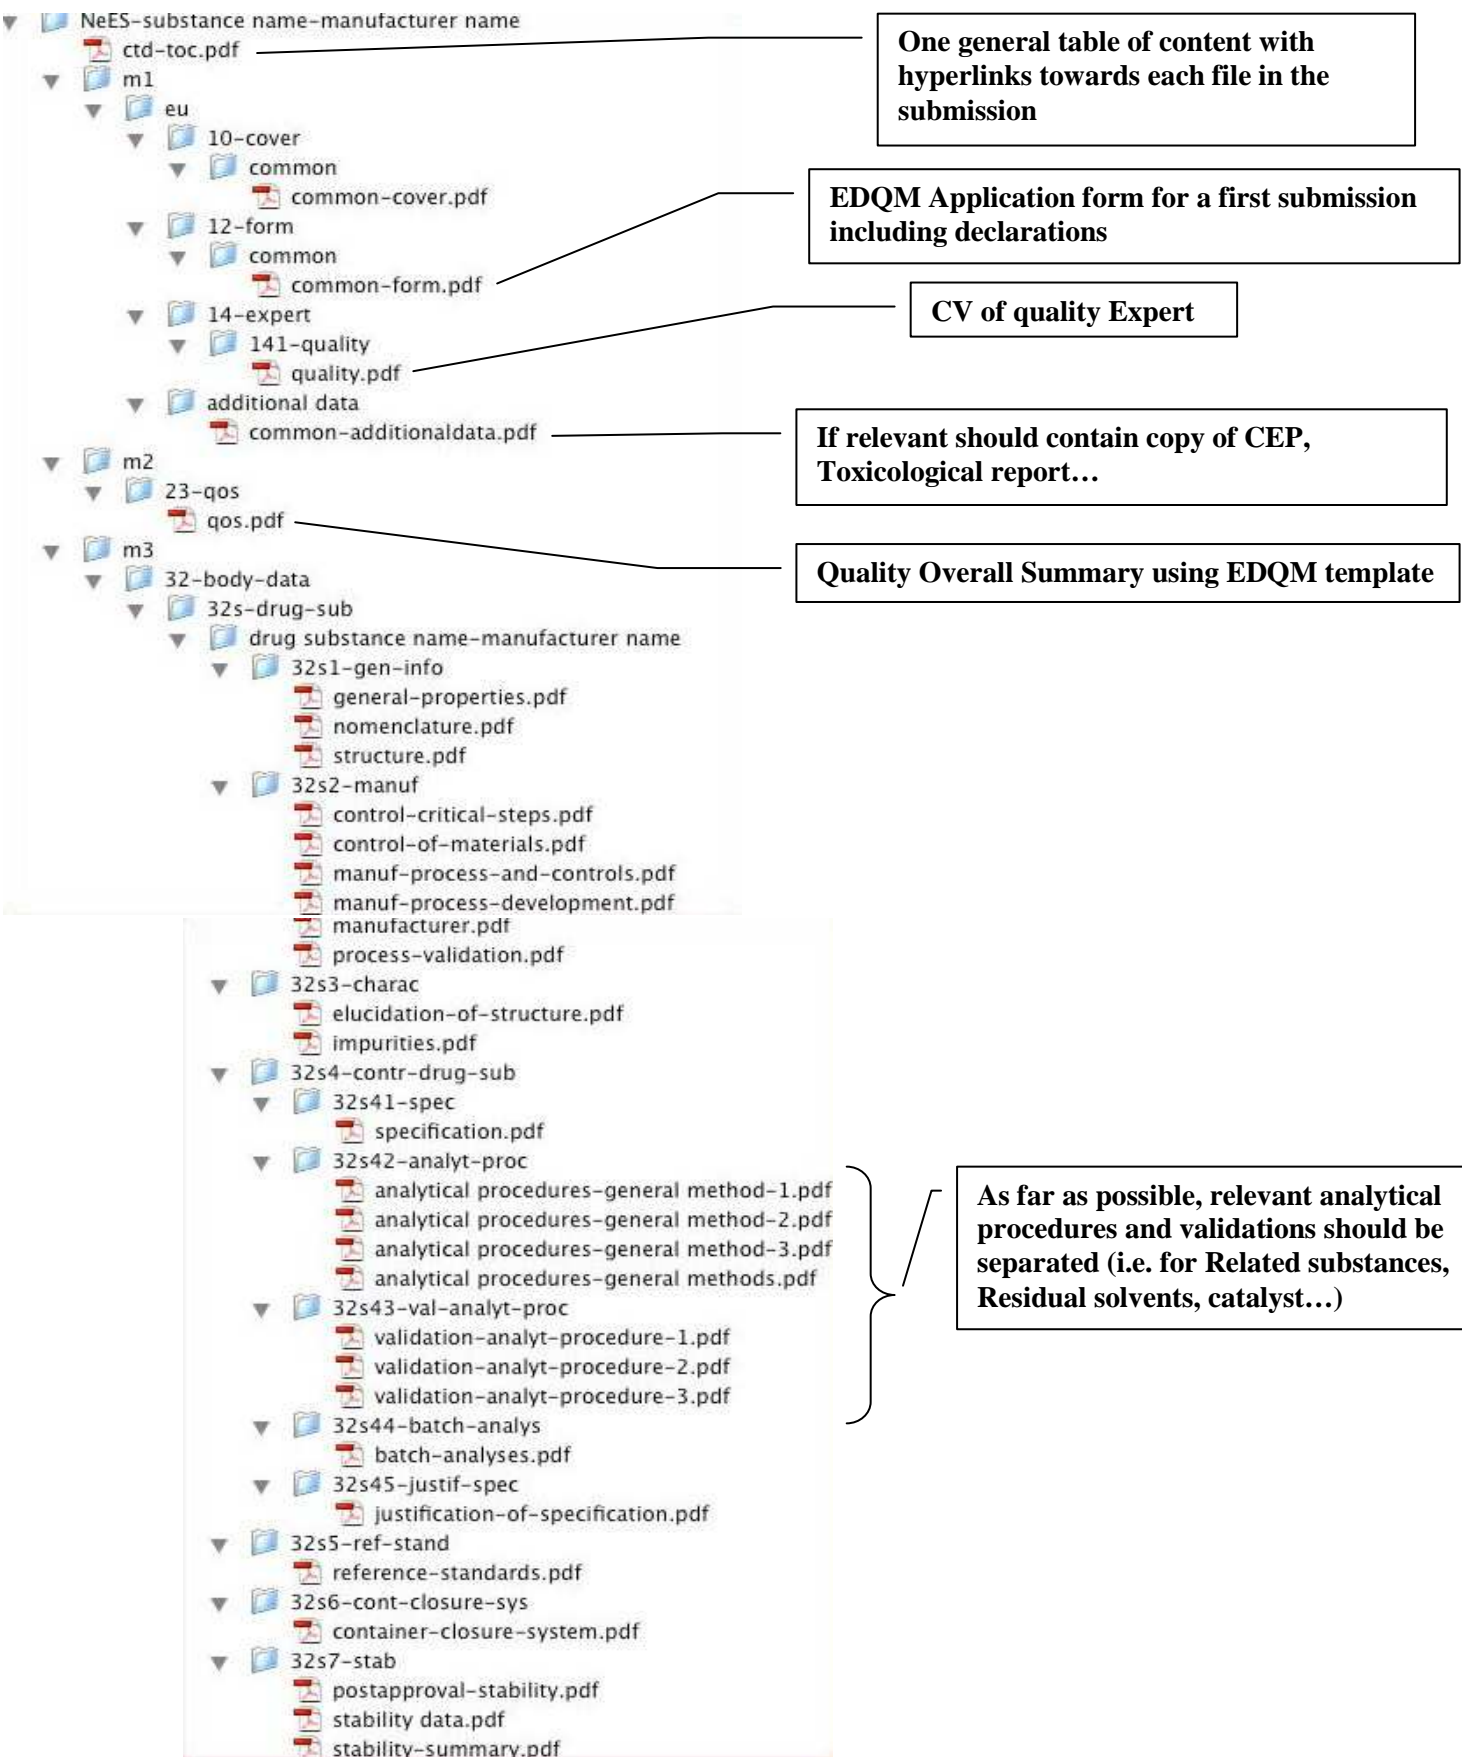 NeES-substance name-manufacturer name
ctd-toc.pdf
One general table of content with
hyperlinks towards each file in the
submission
m1
eu
10-cover
common
common-cover.pdf
EDQM Application form for a first submission
including declarations
12-form
common
common-form.pdf
CV of quality Expert
14-expert
141-quality
quality.pdf
additional data
common-additionaldata.pdf
If relevant should contain copy of CEP,
Toxicological report…
m2
23-qos
qos.pdf
Quality Overall Summary using EDQM template
m3
32-body-data
32s-drug-sub
drug substance name-manufacturer name
32s1-gen-info
general-properties.pdf
nomenclature.pdf
structure.pdf
32s2-manuf
control-critical-steps.pdf
control-of-materials.pdf
manuf-process-and-controls.pdf
manuf-process-development.pdf
manufacturer.pdf
process-validation.pdf
32s3-charac
elucidation-of-structure.pdf
impurities.pdf
32s4-contr-drug-sub
32s41-spec
specification.pdf
32s42-analyt-proc
analytical procedures-general method-1.pdf
analytical procedures-general method-2.pdf
analytical procedures-general method-3.pdf
analytical procedures-general methods.pdf
As far as possible, relevant analytical
procedures and validations should be
separated (i.e. for Related substances,
Residual solvents, catalyst…)
32s43-val-analyt-proc
validation-analyt-procedure-1.pdf
validation-analyt-procedure-2.pdf
validation-analyt-procedure-3.pdf
32s44-batch-analys
batch-analyses.pdf
32s45-justif-spec
justification-of-specification.pdf
32s5-ref-stand
reference-standards.pdf
32s6-cont-closure-sys
container-closure-system.pdf
32s7-stab
postapproval-stability.pdf
stability data.pdf
stability-summary.pdf